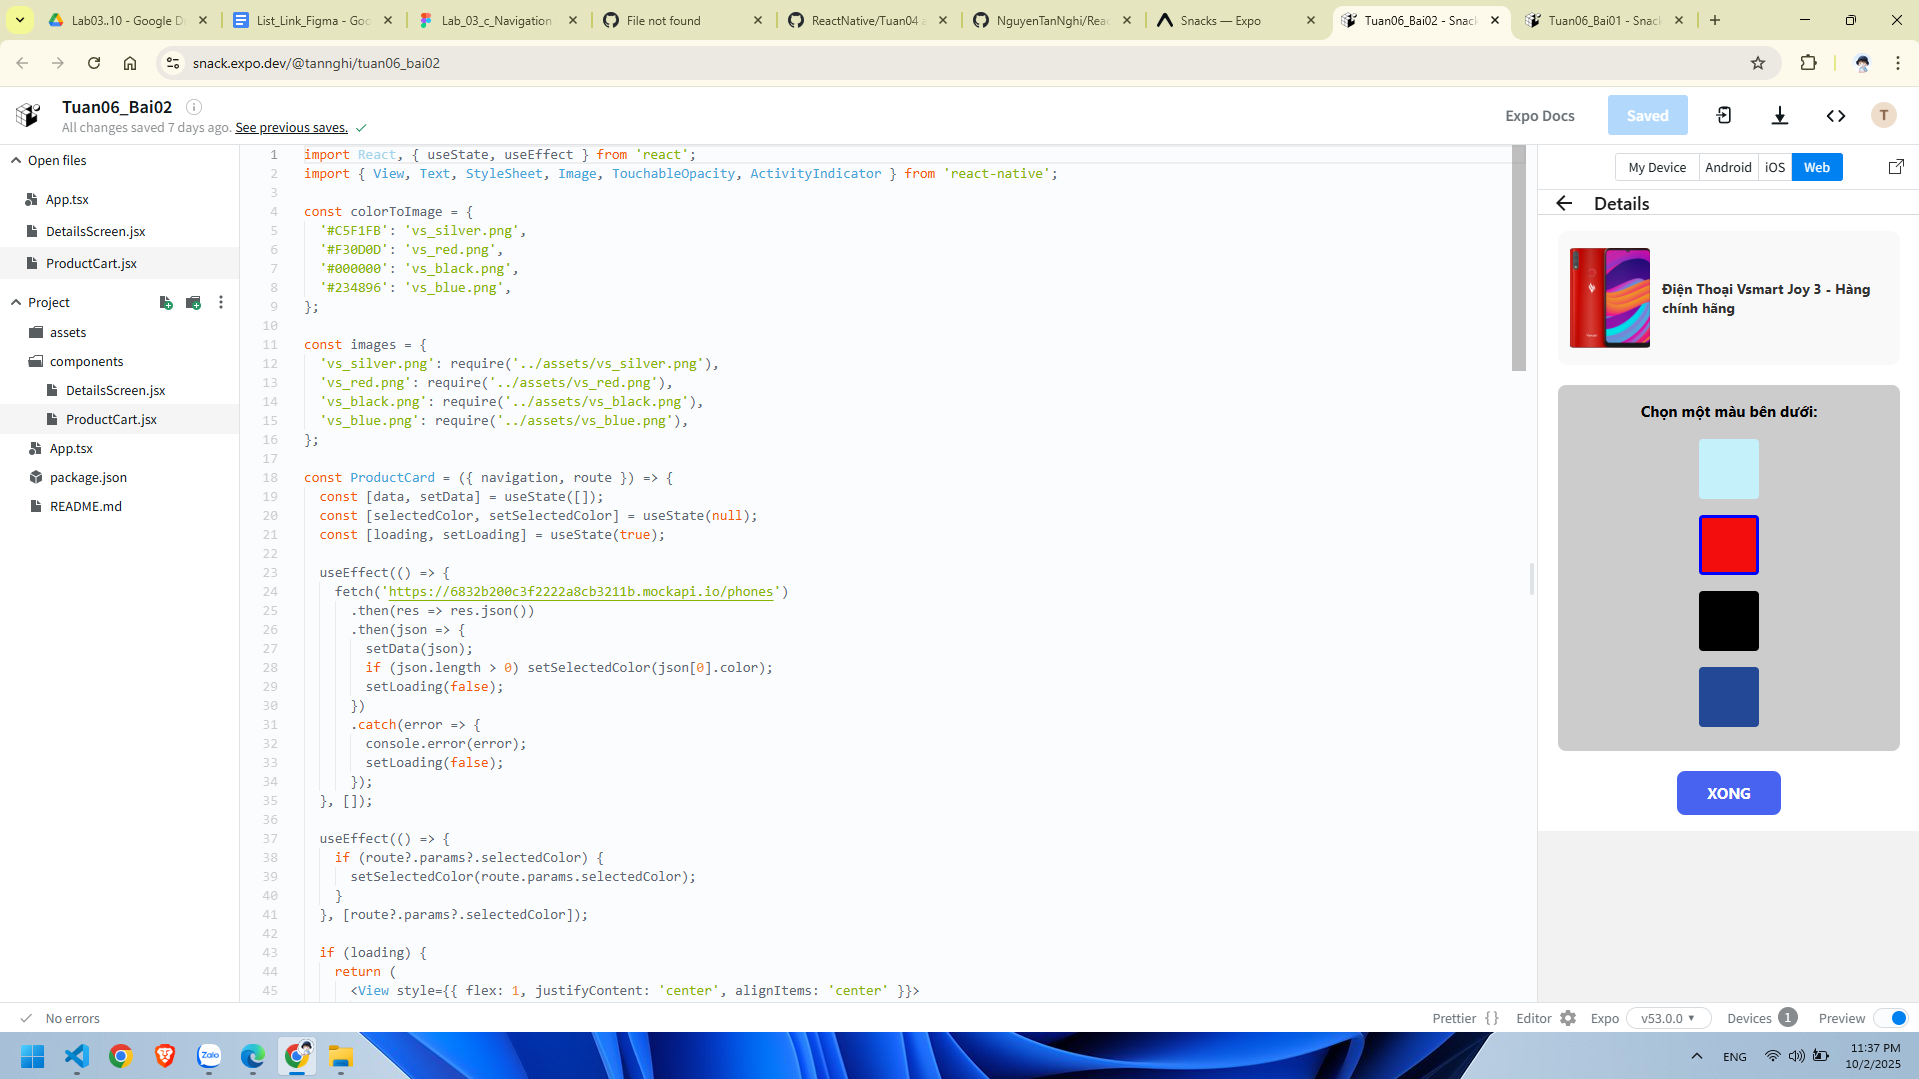 Lab03..10 - Google D
List_Link_Figma - Goo
Lab_03_c_Navigation
File not found
ReactNative/Tuan04 a
NguyenTanNghi/Reac
Snacks — Expo
Tuan06_Bai02 - Snack
Tuan06_Bai01 - Snack
snack.expo.dev/@tannghi/tuan06_bai02
Tuan06_Bai02
All changes saved 7 days ago. See previous saves.
Expo Docs
Saved
T
Open files
App.tsx
DetailsScreen.jsx
ProductCart.jsx
Project
assets
components
DetailsScreen.jsx
ProductCart.jsx
App.tsx
package.json
README.md
1 import React, { useState, useEffect } from 'react';
2 import { View, Text, StyleSheet, Image, TouchableOpacity, ActivityIndicator } from 'react-native';
3
4 const colorToImage = {
5 '#C5F1FB': 'vs_silver.png',
6 '#F30D0D': 'vs_red.png',
7 '#000000': 'vs_black.png',
8 '#234896': 'vs_blue.png',
9 };
10
11 const images = {
12 'vs_silver.png': require('../assets/vs_silver.png'),
13 'vs_red.png': require('../assets/vs_red.png'),
14 'vs_black.png': require('../assets/vs_black.png'),
15 'vs_blue.png': require('../assets/vs_blue.png'),
16 };
17
18 const ProductCard = ({ navigation, route }) => {
19 const [data, setData] = useState([]);
20 const [selectedColor, setSelectedColor] = useState(null);
21 const [loading, setLoading] = useState(true);
22
23 useEffect(() => {
24 fetch('https://6832b200c3f2222a8cb3211b.mockapi.io/phones')
25 .then(res => res.json())
26 .then(json => {
27 setData(json);
28 if (json.length > 0) setSelectedColor(json[0].color);
29 setLoading(false);
30 })
31 .catch(error => {
32 console.error(error);
33 setLoading(false);
34 });
35 }, []);
36
37 useEffect(() => {
38 if (route?.params?.selectedColor) {
39 setSelectedColor(route.params.selectedColor);
40 }
41 }, [route?.params?.selectedColor]);
42
43 if (loading) {
44 return (
45 <View style={{ flex: 1, justifyContent: 'center', alignItems: 'center' }}>
My Device
Android
iOS
Web
Details
Điện Thoại Vsmart Joy 3 - Hàng
chính hãng
Chọn một màu bên dưới:
XONG
No errors
Prettier {}
Editor
Expo
v53.0.0
Devices 1
Preview
Zalo
ENG
11:37 PM
10/2/2025